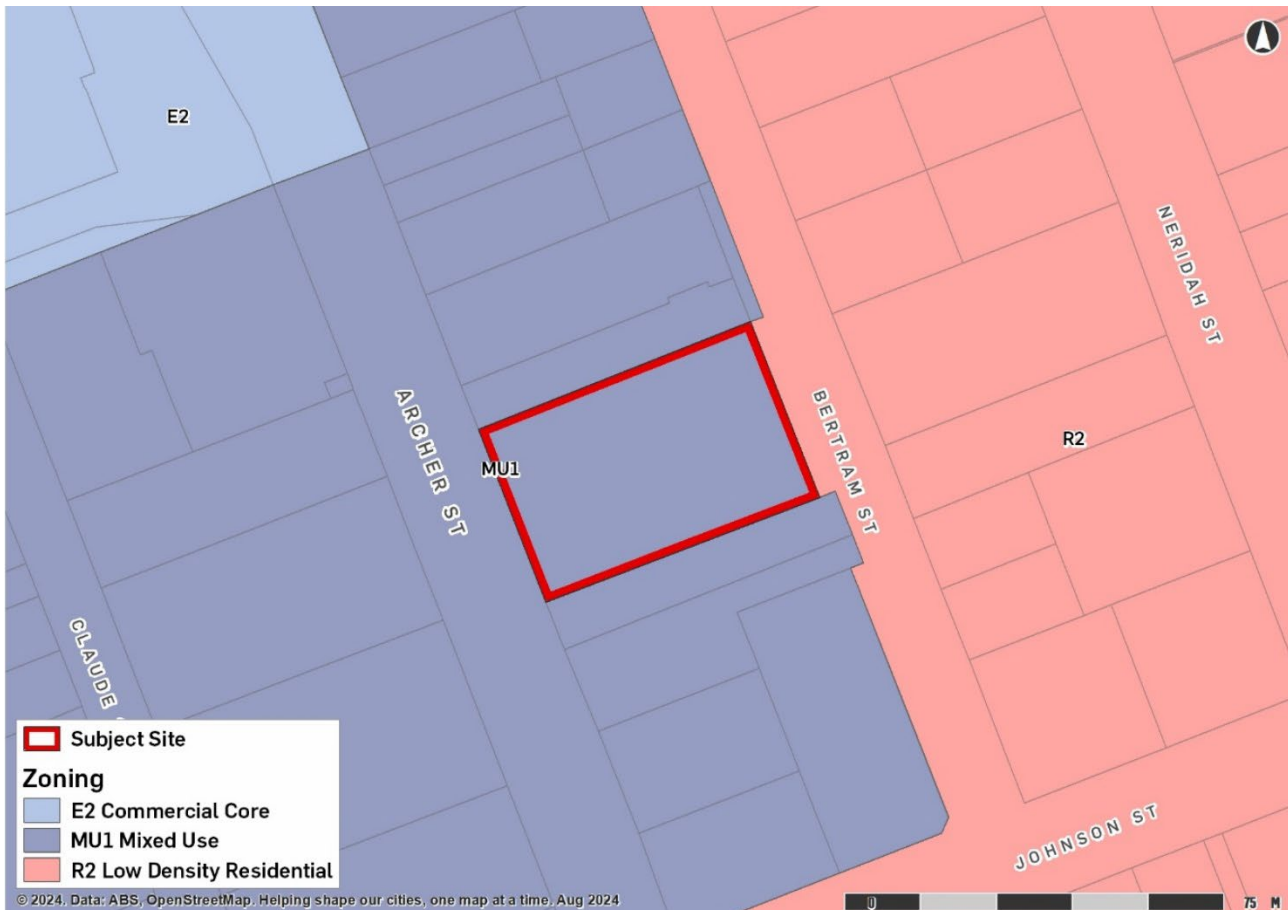 E2
NERIDAH ST
ARCHER ST
BERTRAM ST
R2
MU1
CLAUDE
JOHNSON ST
Subject Site
Zoning
E2 Commercial Core
MU1 Mixed Use
R2 Low Density Residential
© 2024. Data: ABS, OpenStreetMap. Helping shape our cities, one map at a time. Aug 2024
0 75 M